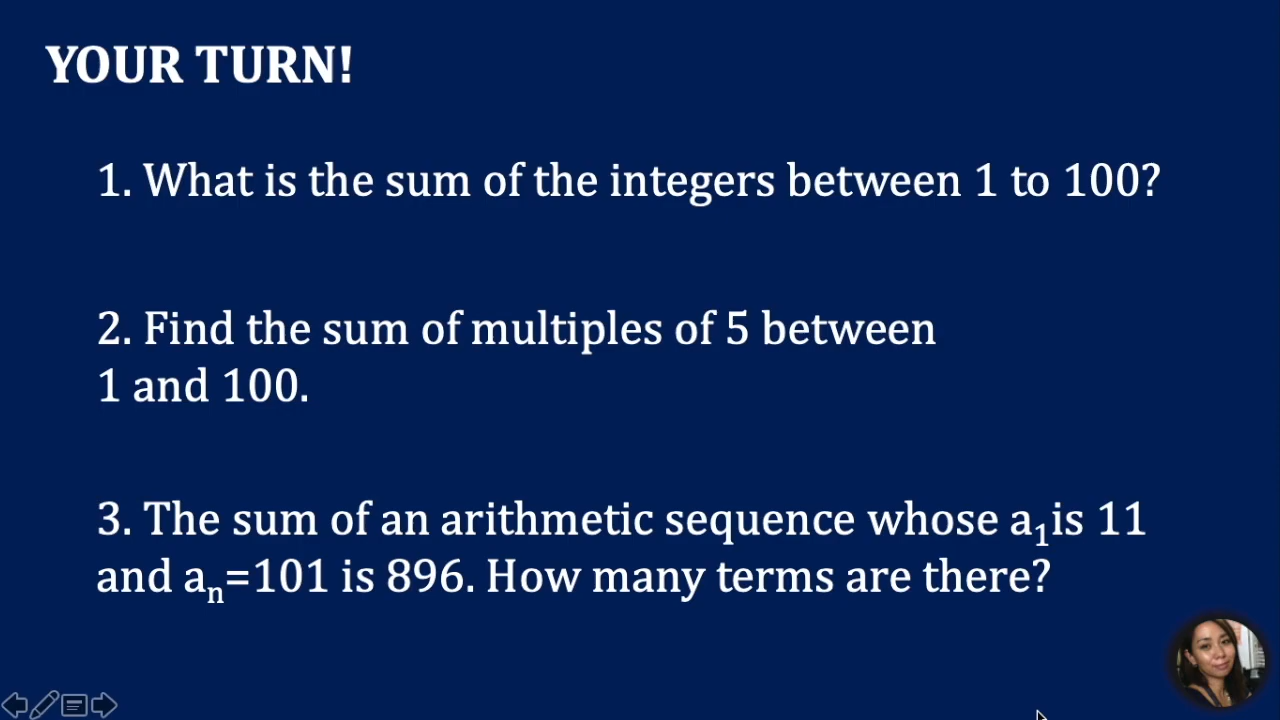 YOUR TURN!
1. What is the sum of the integers between 1 to 100?
2. Find the sum of multiples of 5 between
1 and 100.
3. The sum of an arithmetic sequence whose a₁is 11
and aₙ=101 is 896. How many terms are there?